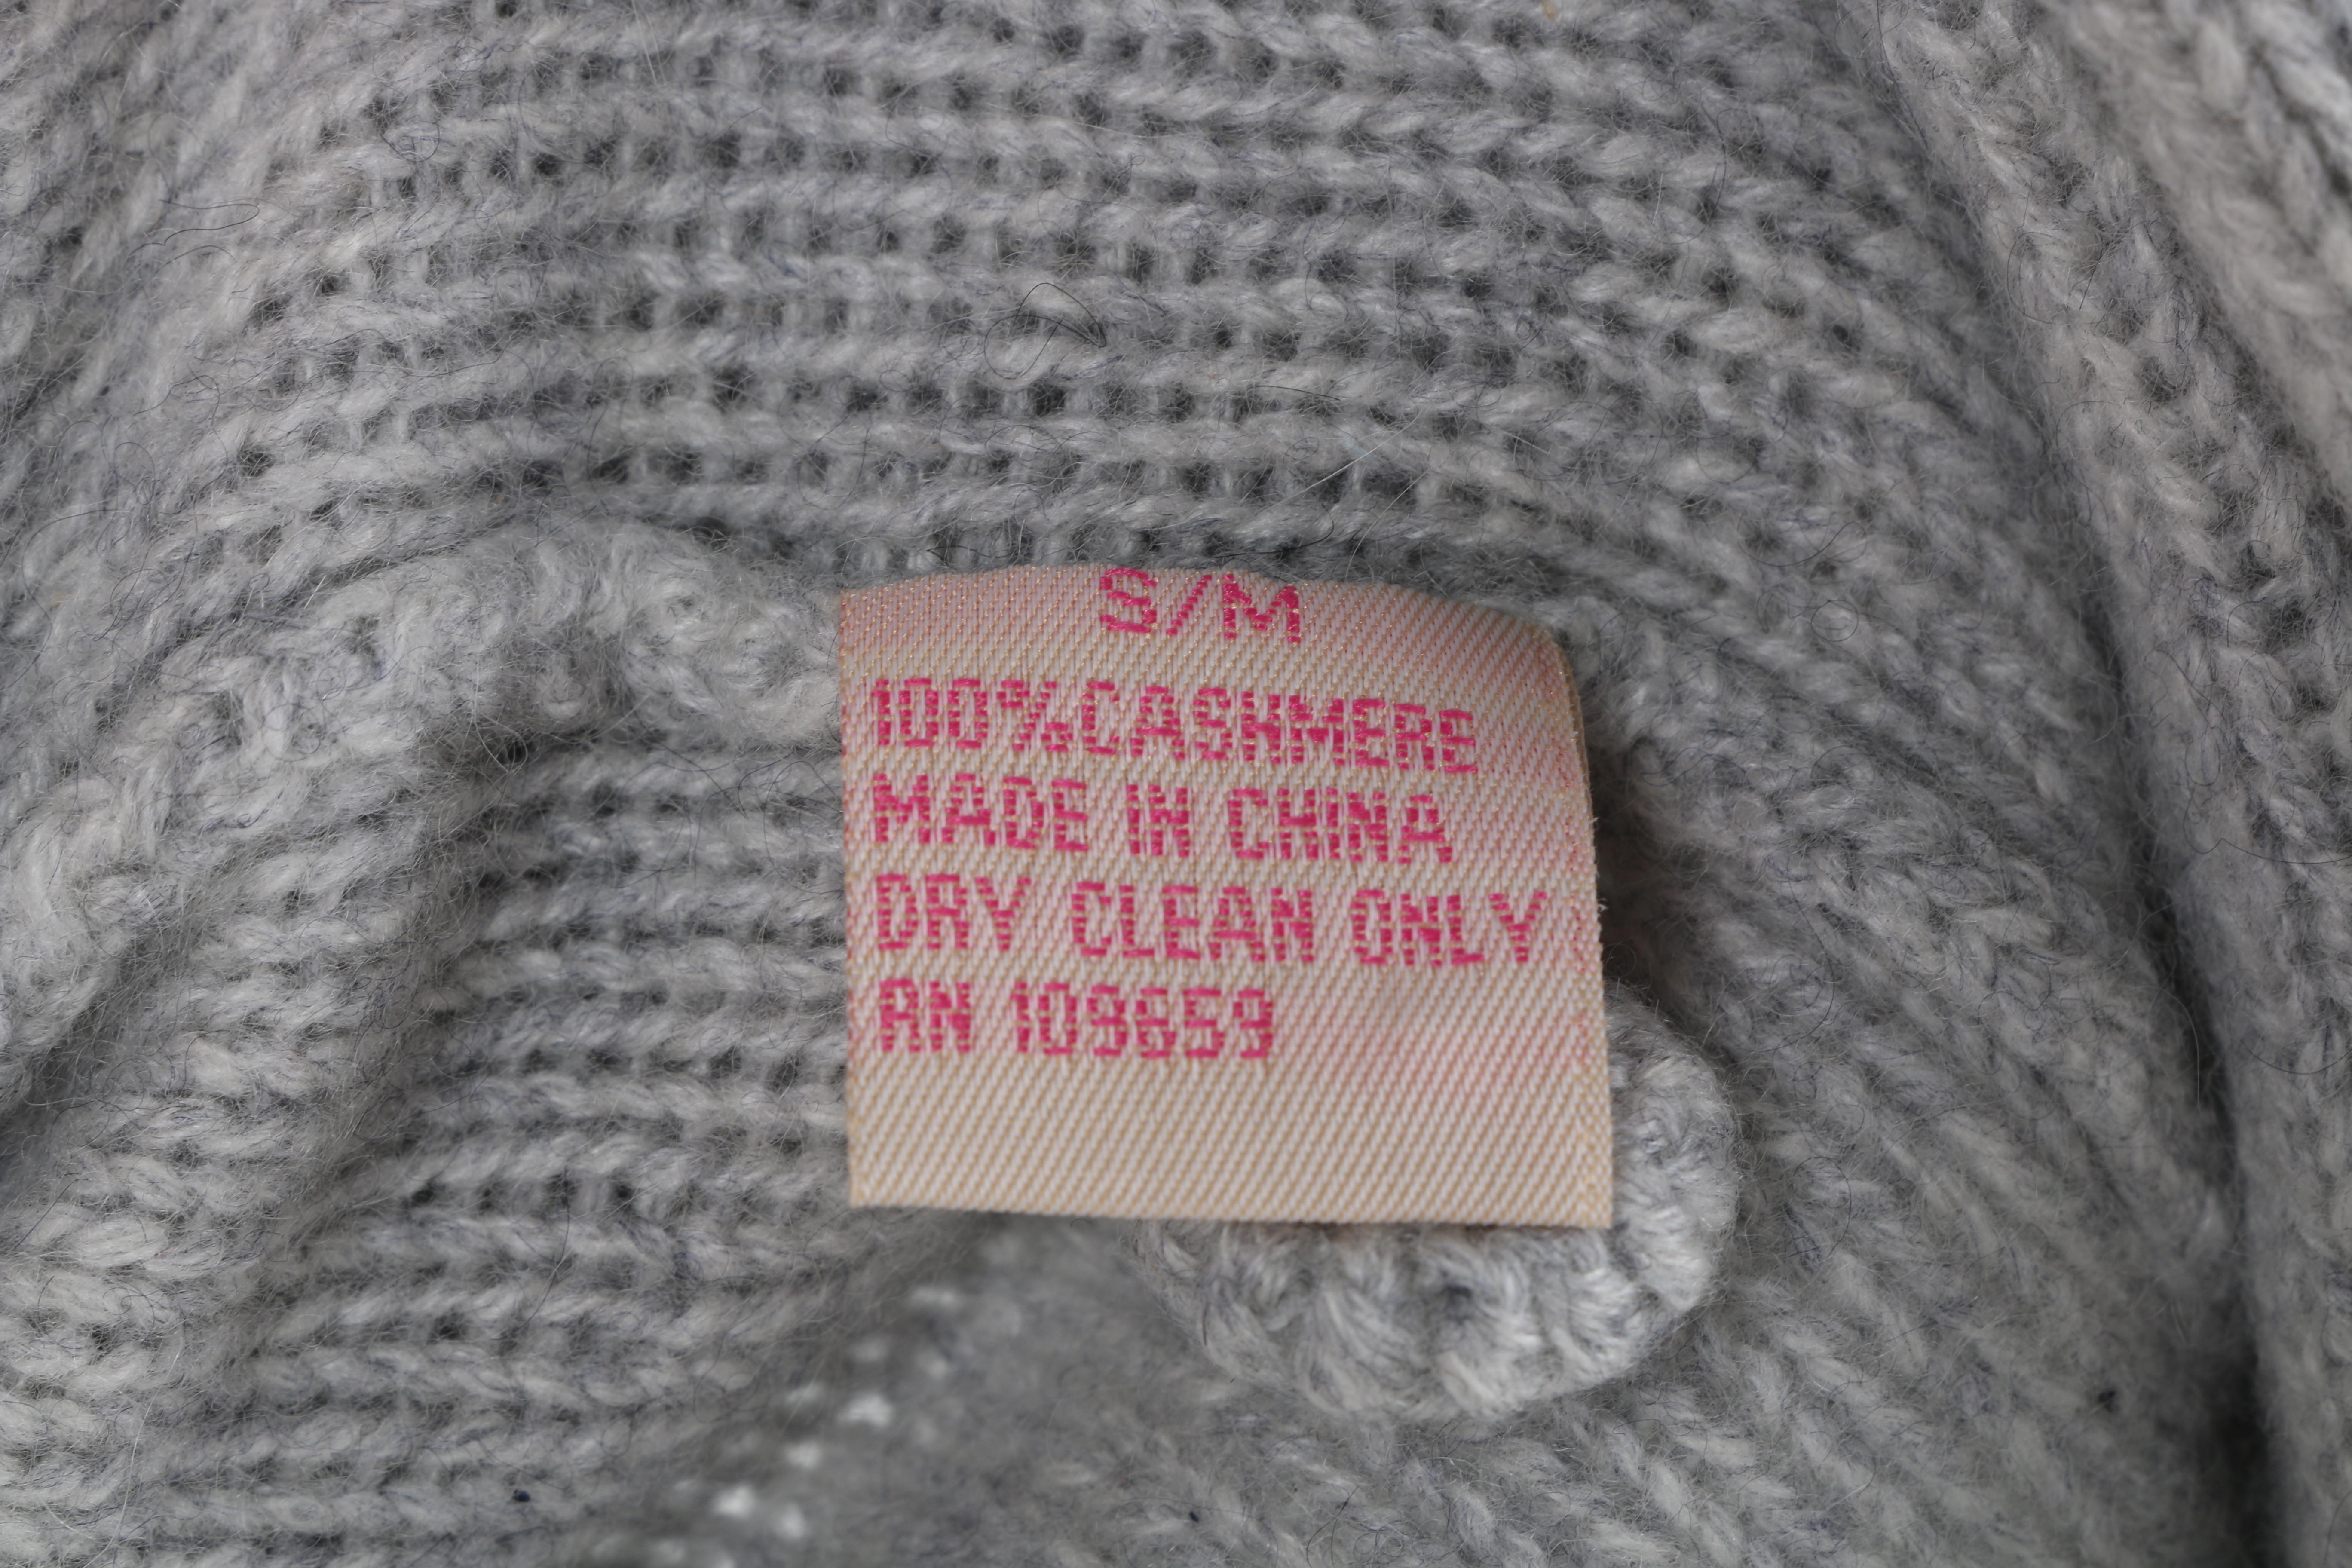 S/M
100%CASHMERE
MADE IN CHINA
DRY CLEAN ONLY
RN 109659